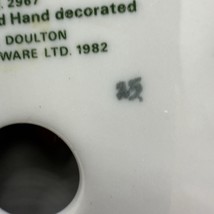 . 2967
d Hand decorated
DOULTON
WARE LTD. 1982